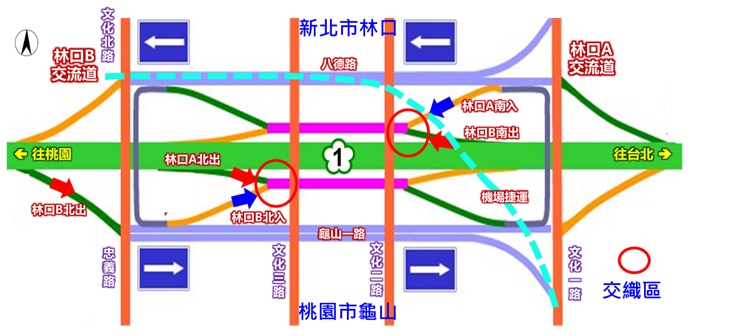 文化北路
新北市林口
林口B
交流道
八德路
林口A
交流道
林口A南入
林口B南出
往桃園
林口A北出
1
往台北
林口B北出
林口B北入
機場捷運
龜山一路
忠義路
文化三路
文化二路
文化一路
交織區
桃園市龜山